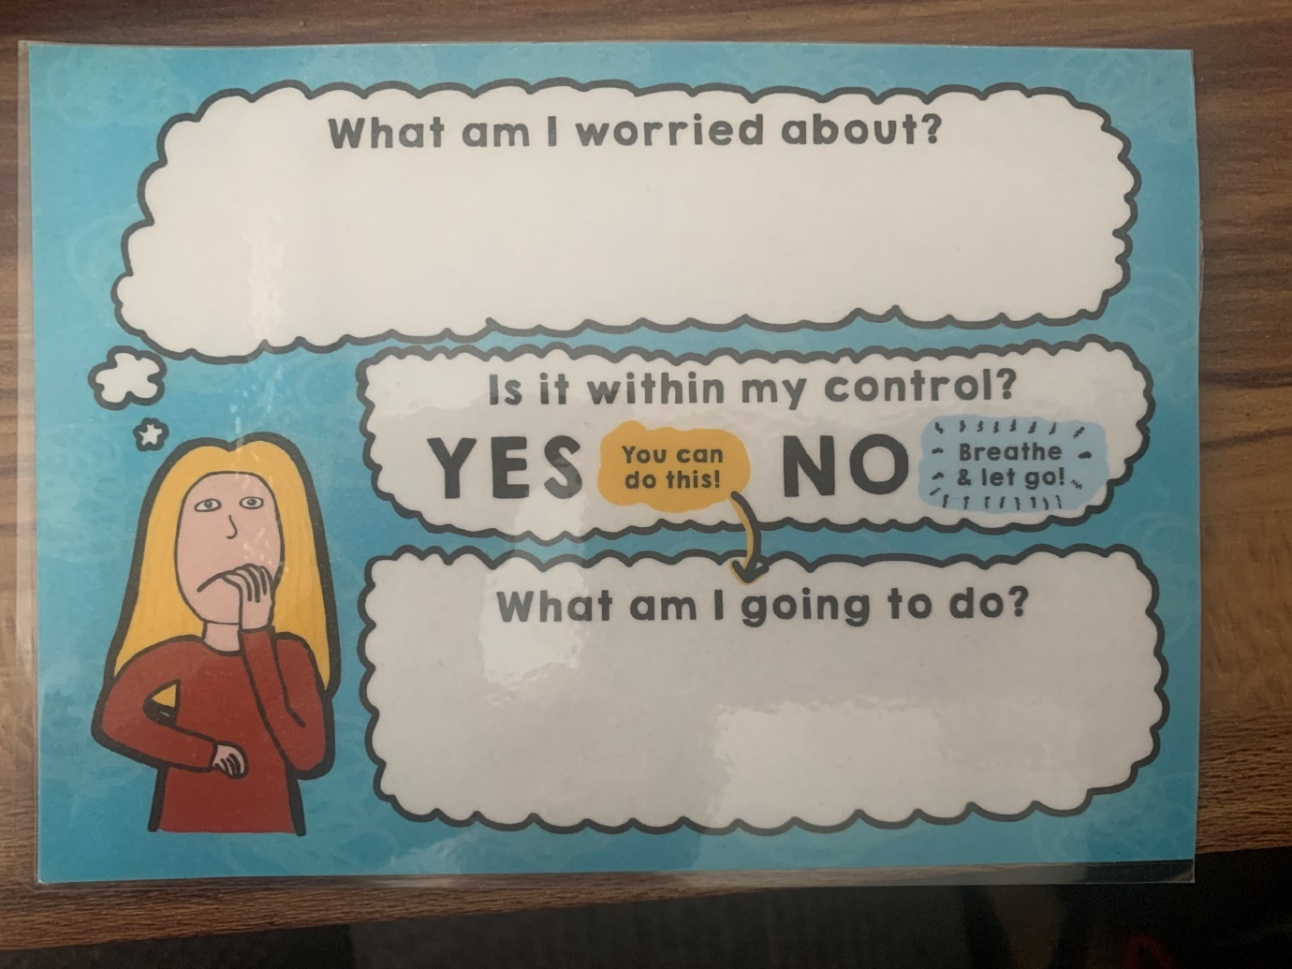 What am I worried about?
Is it within my control?
YES
You can
do this!
NO
Breathe
& let go!
What am I going to do?